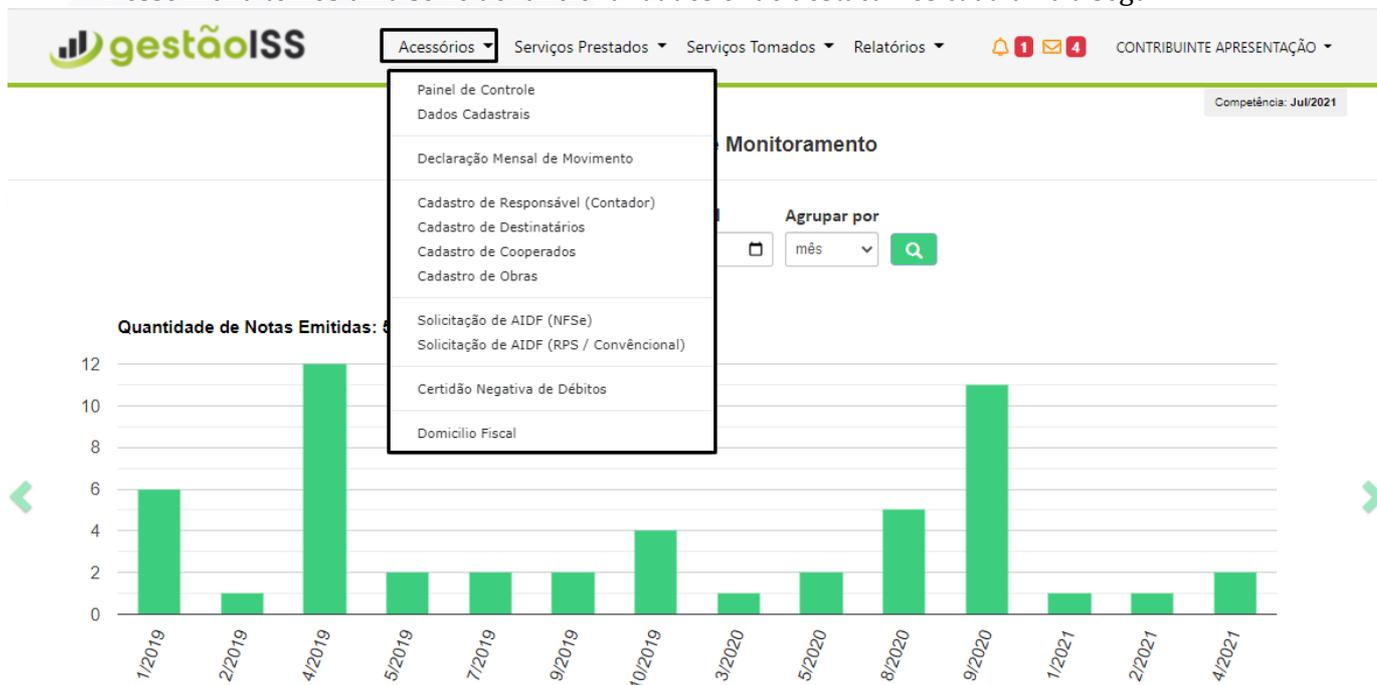 gestãoISS
Acessórios Serviços Prestados Serviços Tomados Relatórios 1 4 CONTRIBUINTE APRESENTAÇÃO
Competência: Jul/2021
Painel de Controle
Dados Cadastrais
Declaração Mensal de Movimento
Cadastro de Responsável (Contador)
Cadastro de Destinatários
Cadastro de Cooperados
Cadastro de Obras
Solicitação de AIDF (NFSe)
Solicitação de AIDF (RPS / Convêncional)
Certidão Negativa de Débitos
Domicilio Fiscal
Monitoramento
Agrupar por
mês
Quantidade de Notas Emitidas:
12
10
8
6
4
2
0
1/2019 2/2019 4/2019 5/2019 7/2019 9/2019 10/2019 3/2020 5/2020 8/2020 9/2020 1/2021 2/2021 4/2021